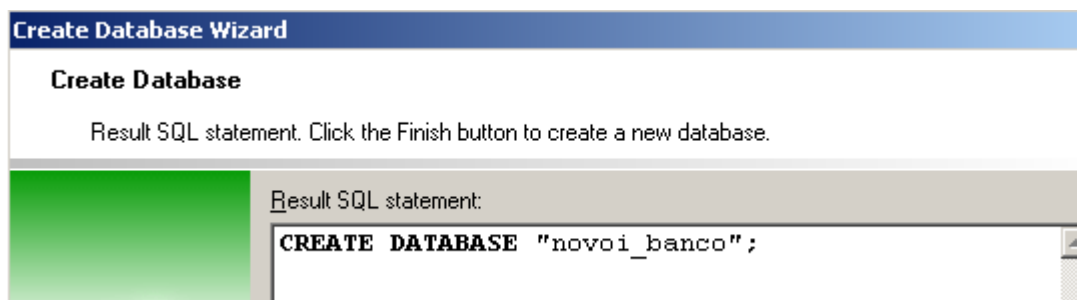 Create Database Wizard
Create Database
Result SQL statement. Click the Finish button to create a new database.
Result SQL statement:
CREATE DATABASE "novoi_banco";